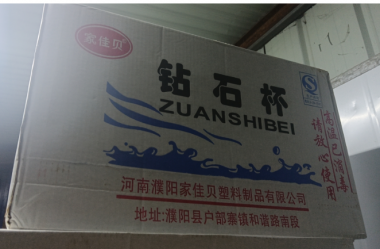 家佳贝
钻石杯
ZUANSHIBEI
高温已消毒
请放心使用
河南濮阳家佳贝塑料制品有限公司
地址:濮阳县户部寨镇和谐路南段